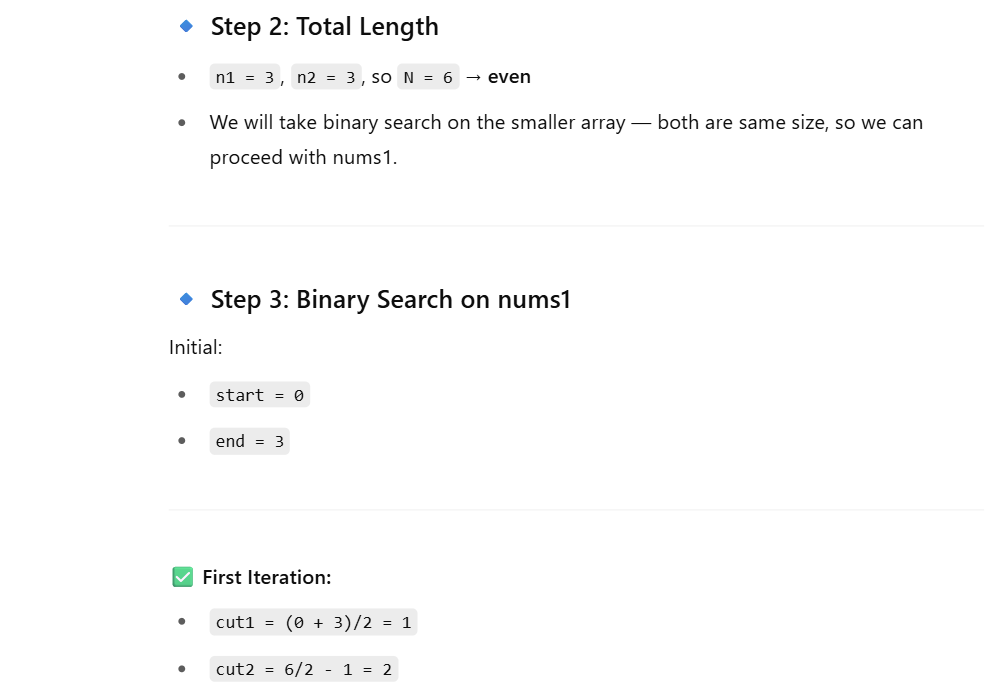 Step 2: Total Length
n1 = 3, n2 = 3, so N = 6 → even
We will take binary search on the smaller array — both are same size, so we can
proceed with nums1.
Step 3: Binary Search on nums1
Initial:
start = 0
end = 3
First Iteration:
cut1 = (0 + 3)/2 = 1
cut2 = 6/2 - 1 = 2